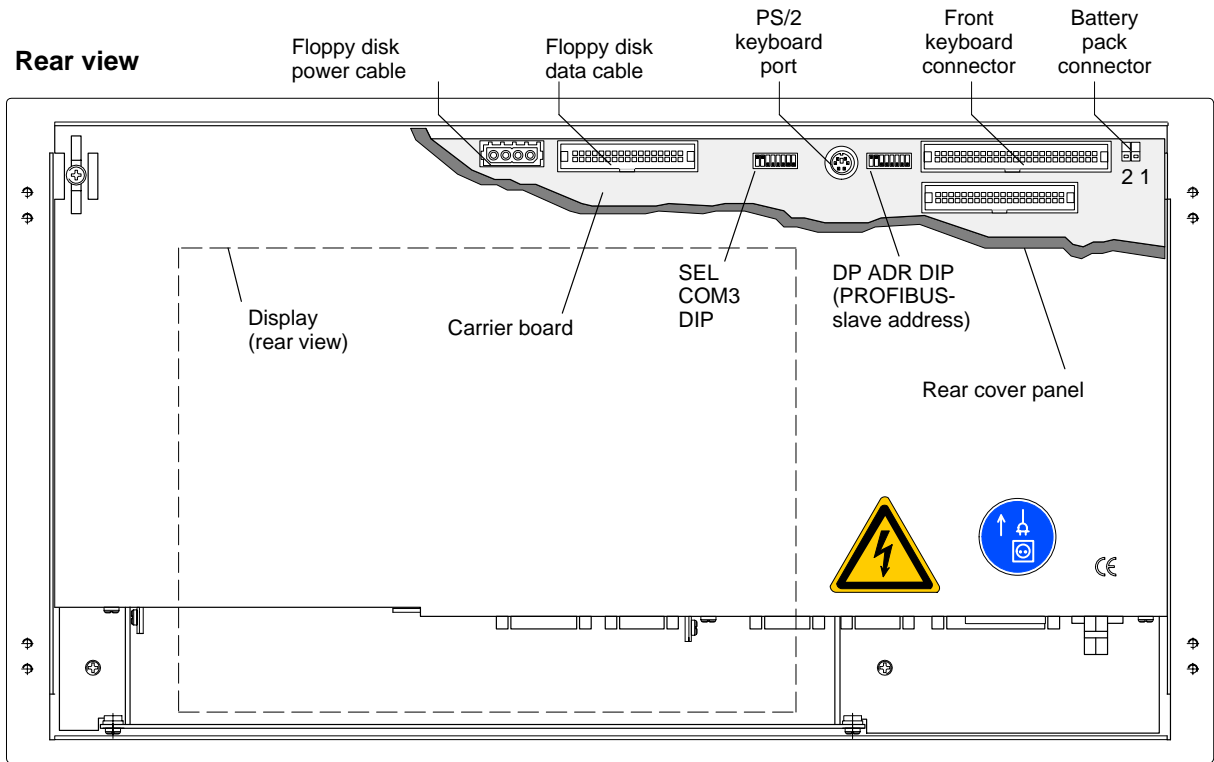 Rear view
Floppy disk
power cable
Floppy disk
data cable
PS/2
keyboard
port
Front
keyboard
connector
Battery
pack
connector
2 1
SEL
COM3
DIP
DP ADR DIP
(PROFIBUS-
slave address)
Display
(rear view)
Carrier board
Rear cover panel
CE